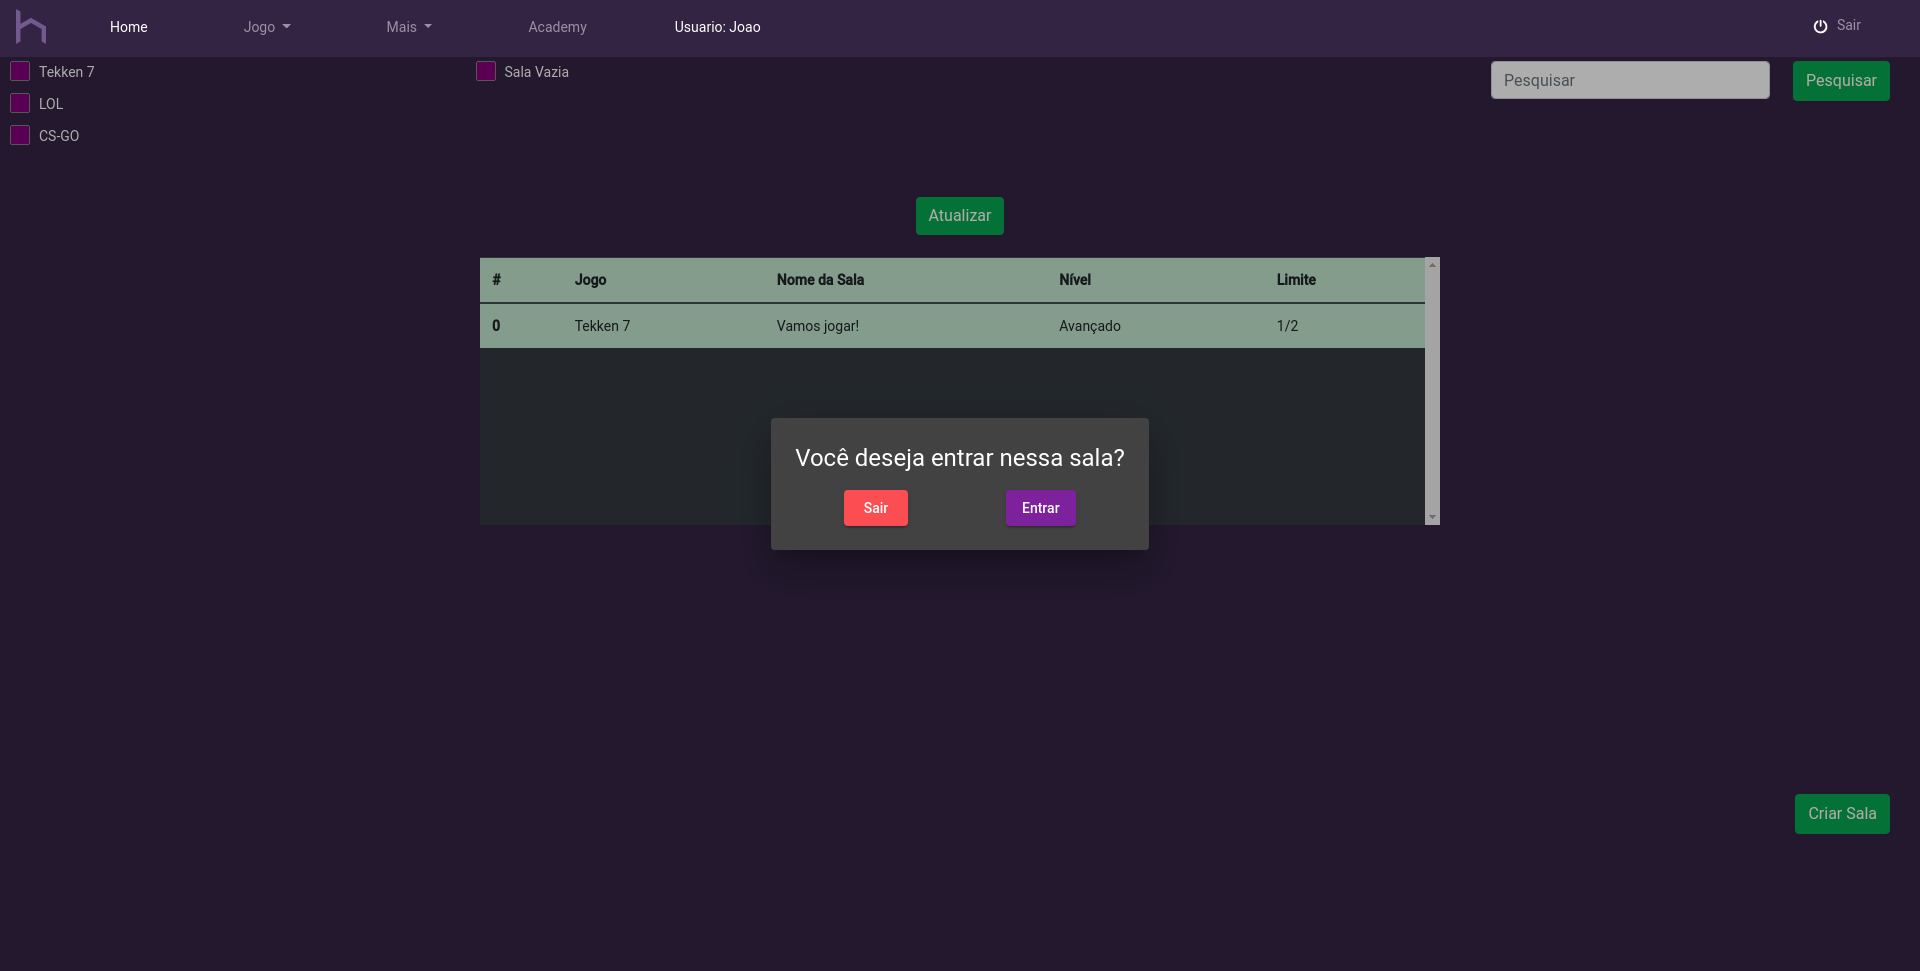 Home Jogo Mais Academy Usuario: Joao Sair
Tekken 7 Sala Vazia Pesquisar Pesquisar
LOL
CS-GO
Atualizar
# Jogo Nome da Sala Nível Limite
0 Tekken 7 Vamos jogar! Avançado 1/2
Você deseja entrar nessa sala?
Sair Entrar
Criar Sala